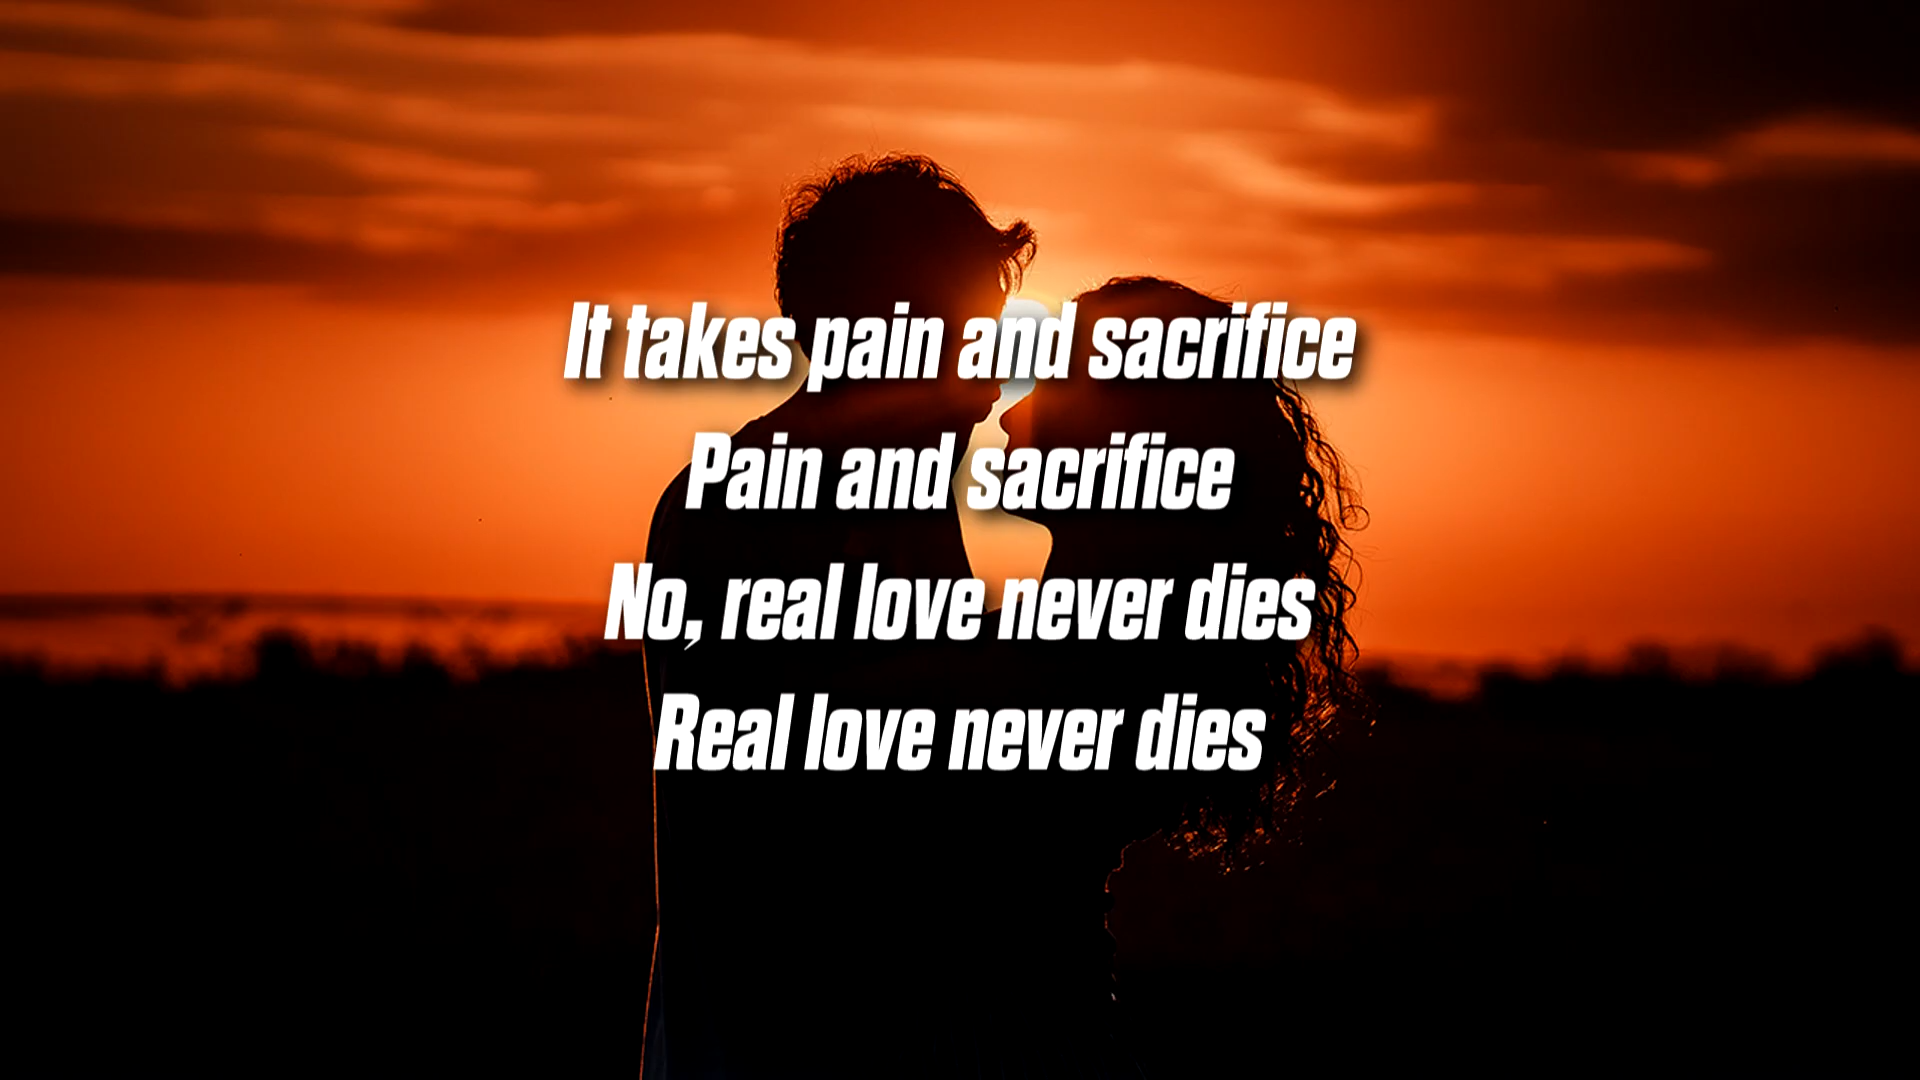 It takes pain and sacrifice
Pain and sacrifice
No, real love never dies
Real love never dies